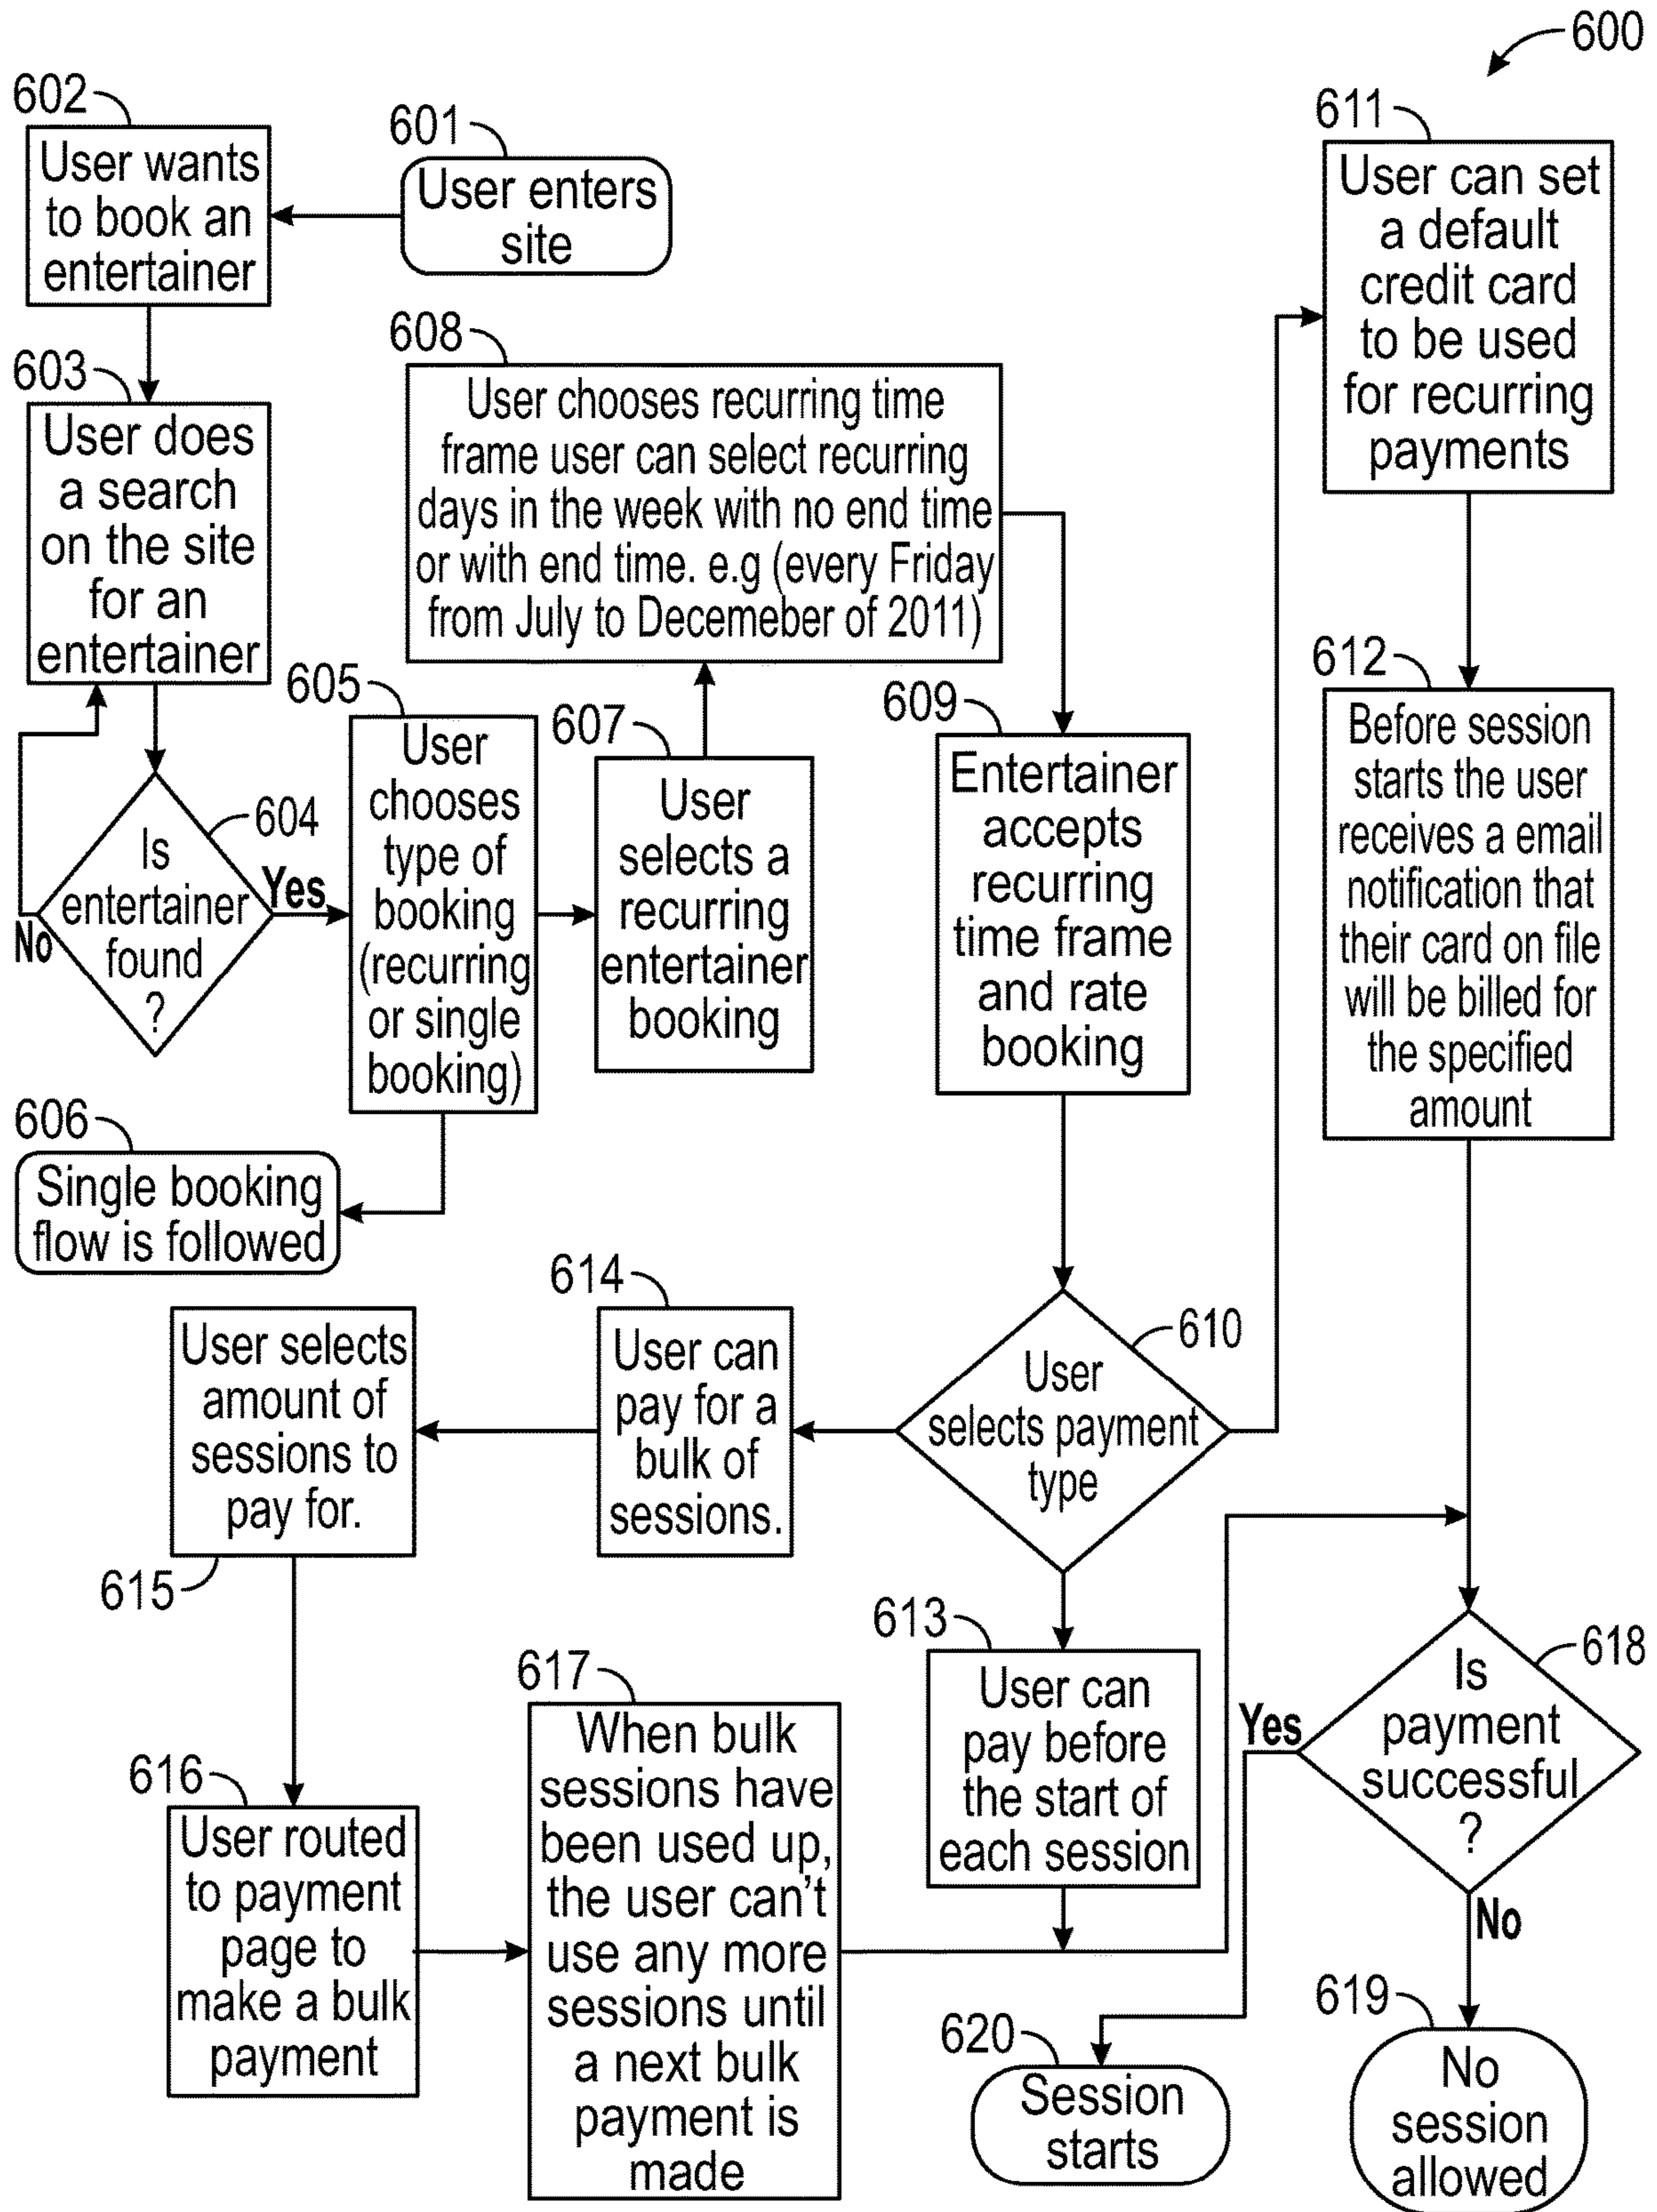 600
602
User wants
to book an
entertainer
601
User enters
site
603
User does
a search
on the site
for an
entertainer
604
Is
entertainer
found
?
Yes
No
605
User
chooses
type of
booking
(recurring
or single
booking)
606
Single booking
flow is followed
607
User
selects a
recurring
entertainer
booking
608
User chooses recurring time
frame user can select recurring
days in the week with no end time
or with end time. e.g (every Friday
from July to Decemeber of 2011)
609
Entertainer
accepts
recurring
time frame
and rate
booking
610
User
selects payment
type
611
User can set
a default
credit card
to be used
for recurring
payments
612
Before session
starts the user
receives a email
notification that
their card on file
will be billed for
the specified
amount
613
User can
pay before
the start of
each session
614
User can
pay for a
bulk of
sessions.
User selects
amount of
sessions to
pay for.
615
616
User routed
to payment
page to
make a bulk
payment
617
When bulk
sessions have
been used up,
the user can't
use any more
sessions until
a next bulk
payment is
made
618
Is
payment
successful
?
Yes
No
619
No
session
allowed
620
Session
starts